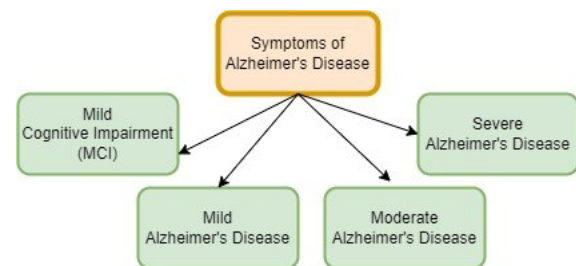 Symptoms of
Alzheimer's Disease
Mild
Cognitive Impairment
(MCI)
Severe
Alzheimer's Disease
Mild
Alzheimer's Disease
Moderate
Alzheimer's Disease